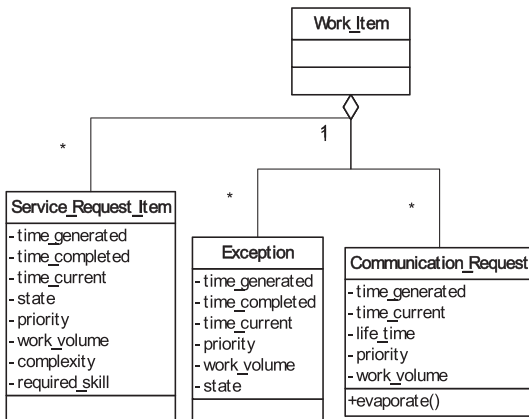 Work_Item
1
*
*
*
Service_Request_Item
- time_generated
- time_completed
- time_current
- state
- priority
- work_volume
- complexity
- required_skill
Exception
- time_generated
- time_completed
- time_current
- priority
- work_volume
- state
Communication_Request
- time_generated
- time_current
- life_time
- priority
- work_volume
+evaporate()